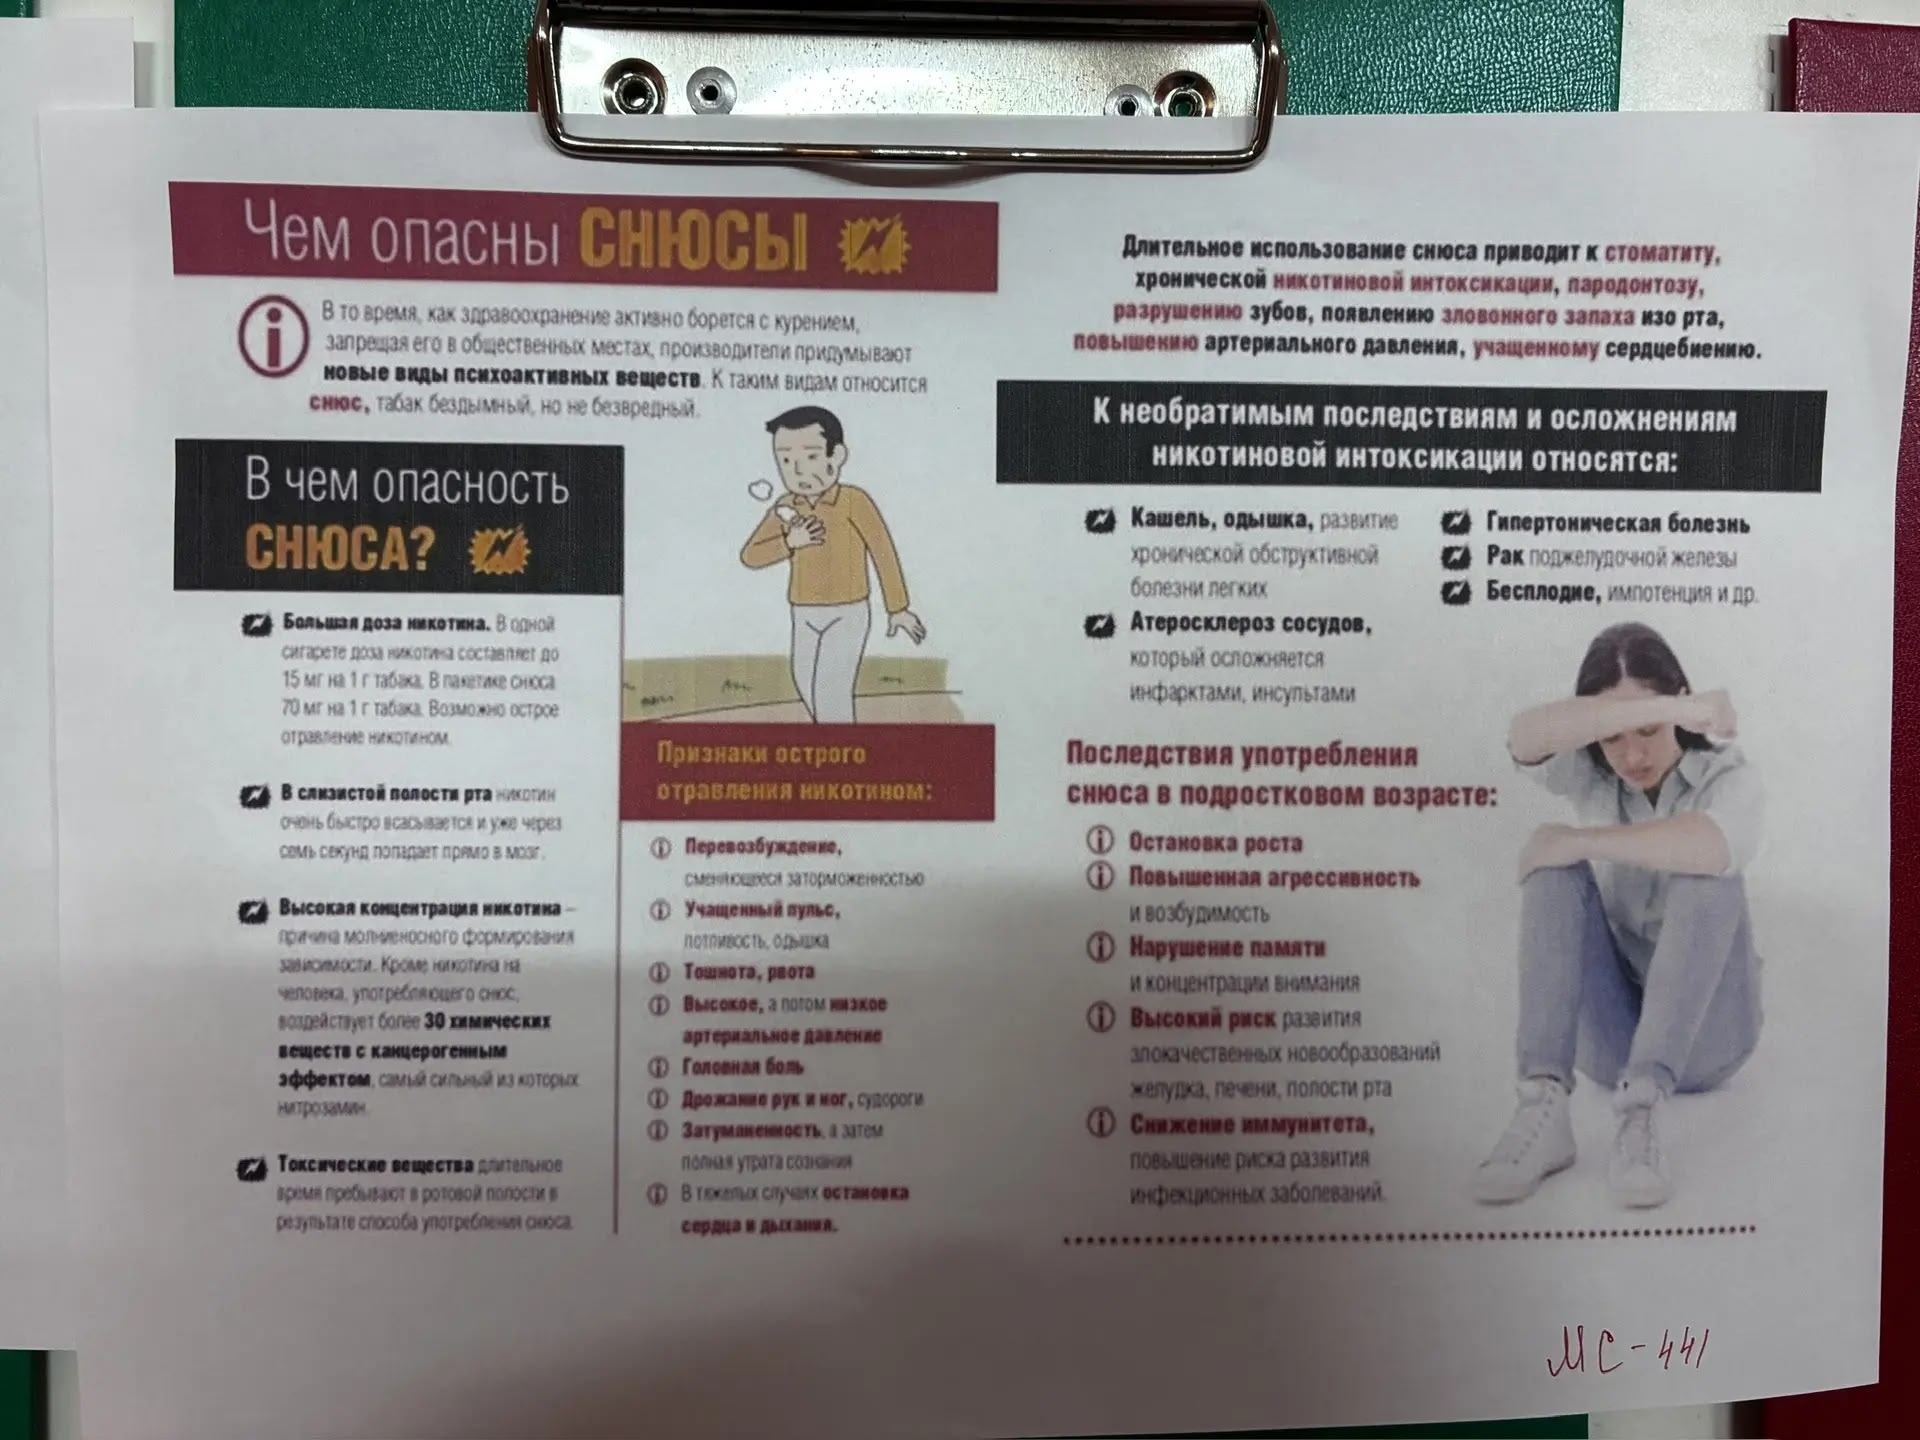 Чем опасны СНЮСЫ
В то время, как здравоохранение активно борется с курением,
запрещая его в общественных местах, производители придумывают
новые виды психоактивных веществ. К таким видам относится
снюс, табак бездымный, но не безвредный.
В чем опасность
СНЮСА?
Большая доза никотина. В одной
сигарете доза никотина составляет до
15 мг на 1 г табака. В пакетике снюса
70 мг на 1 г табака. Возможно острое
отравление никотином.
В слизистой полости рта никотин
очень быстро всасывается и уже через
семь секунд попадает прямо в мозг.
Высокая концентрация никотина –
причина молниеносного формирования
зависимости. Кроме никотина на
человека, употребляющего снюс,
воздействует более 30 химических
веществ с канцерогенным
эффектом, самый сильный из которых
нитрозамин.
Токсические вещества длительное
время пребывают в ротовой полости в
результате способа употребления снюса.
Признаки острого
отравления никотином:
Перевозбуждение,
сменяющееся заторможенностью
Учащенный пульс,
потливость, одышка
Тошнота, рвота
Высокое, а потом низкое
артериальное давление
Головная боль
Дрожание рук и ног, судороги
Затуманенность, а затем
полная утрата сознания
В тяжелых случаях остановка
сердца и дыхания.
Длительное использование снюса приводит к стоматиту,
хронической никотиновой интоксикации, пародонтозу,
разрушению зубов, появлению зловонного запаха изо рта,
повышению артериального давления, учащенному сердцебиению.
К необратимым последствиям и осложнениям
никотиновой интоксикации относятся:
Кашель, одышка, развитие
хронической обструктивной
болезни легких
Атеросклероз сосудов,
который осложняется
инфарктами, инсультами
Гипертоническая болезнь
Рак поджелудочной железы
Бесплодие, импотенция и др.
Последствия употребления
снюса в подростковом возрасте:
Остановка роста
Повышенная агрессивность
и возбудимость
Нарушение памяти
и концентрации внимания
Высокий риск развития
злокачественных новообразований
желудка, печени, полости рта
Снижение иммунитета,
повышение риска развития
инфекционных заболеваний.
МС-441